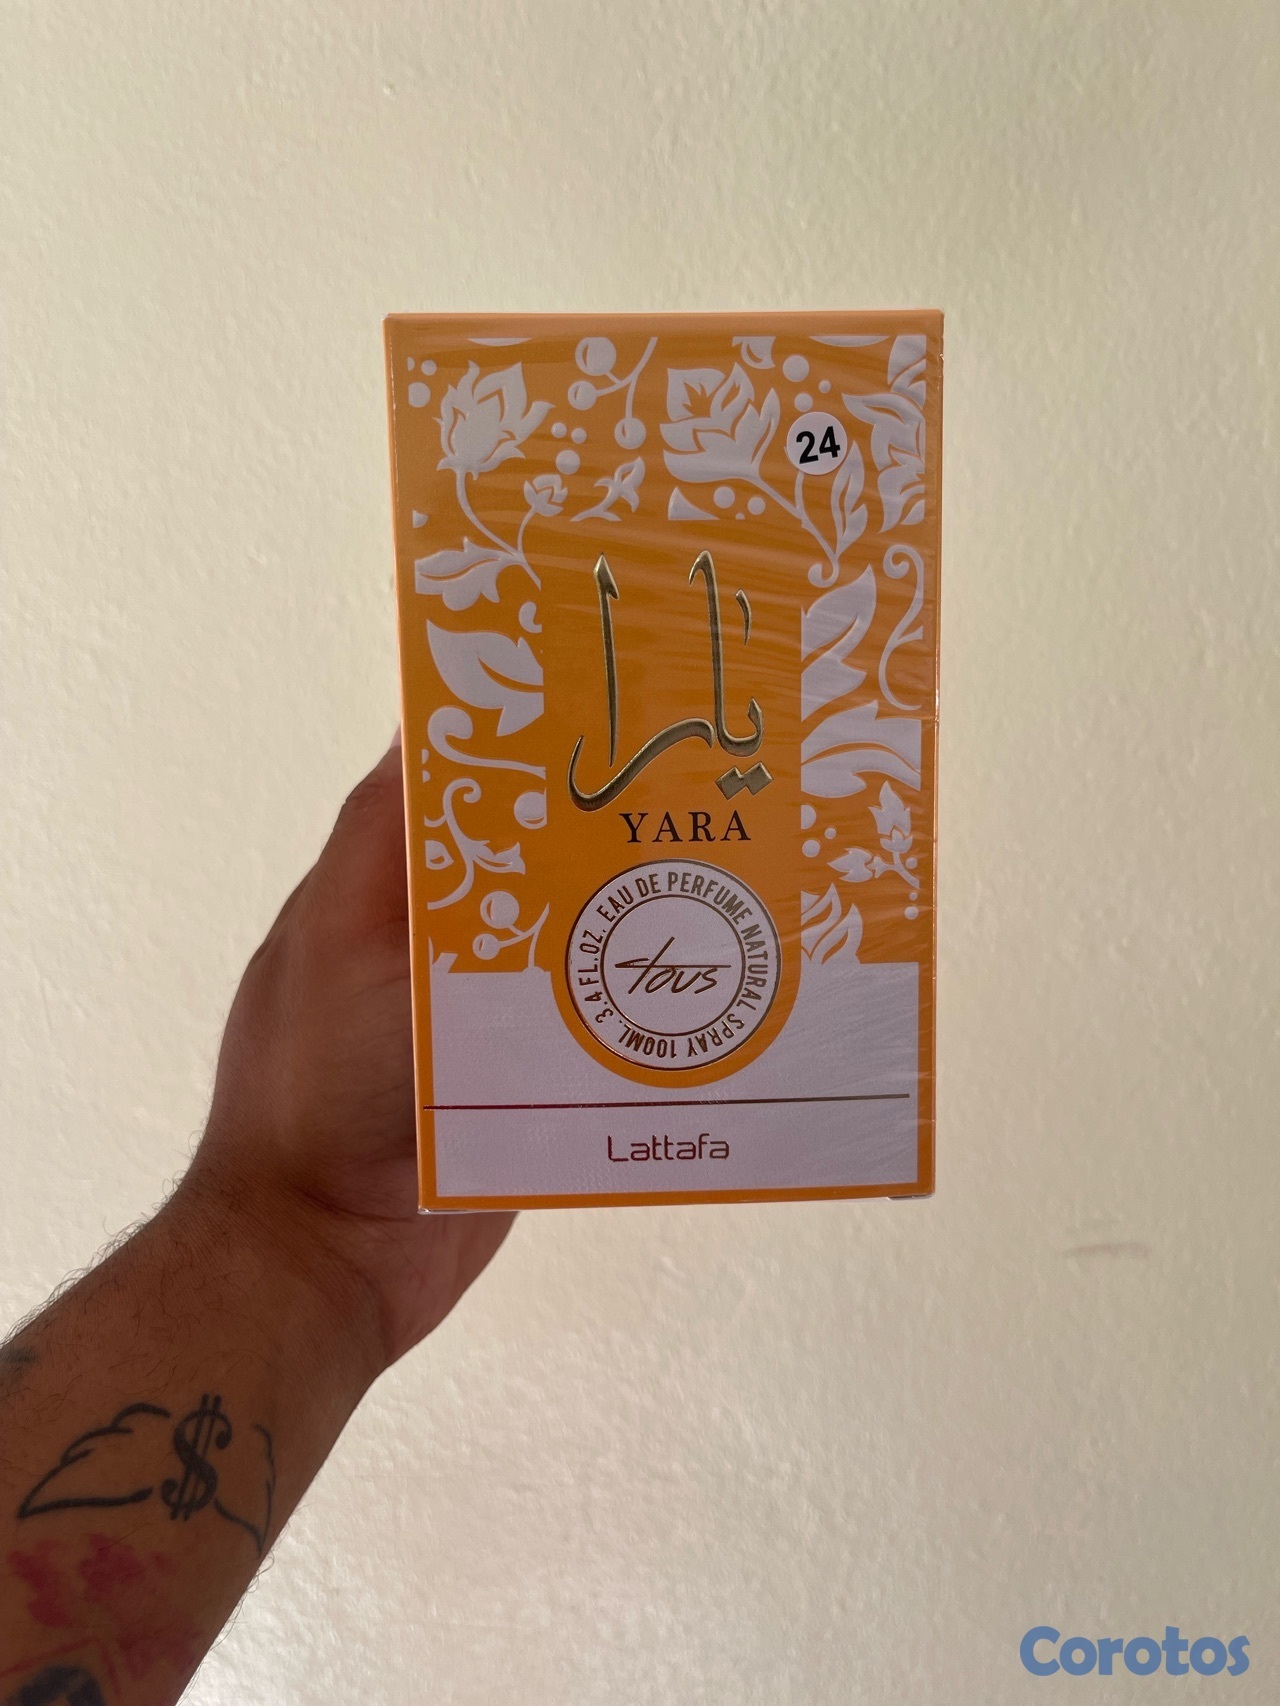 24
يارا
YARA
EAU DE PERFUME NATURAL SPRAY 100ML. 3.4 FL.OZ.
tous
Lattafa
$
Corotos